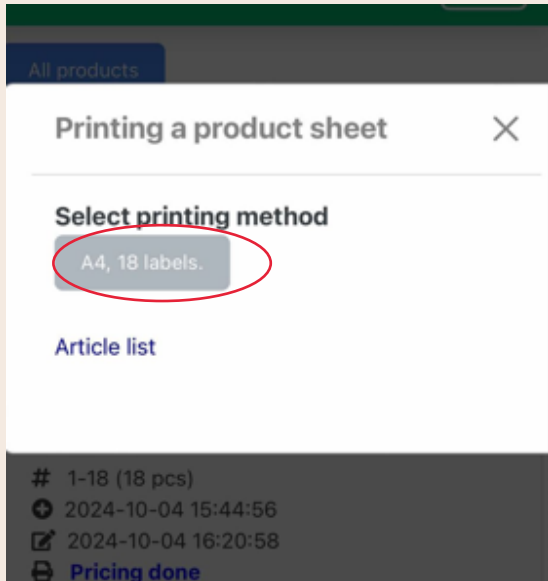 All products
Printing a product sheet
Select printing method
A4, 18 labels.
Article list
# 1-18 (18 pcs)
2024-10-04 15:44:56
2024-10-04 16:20:58
Pricing done